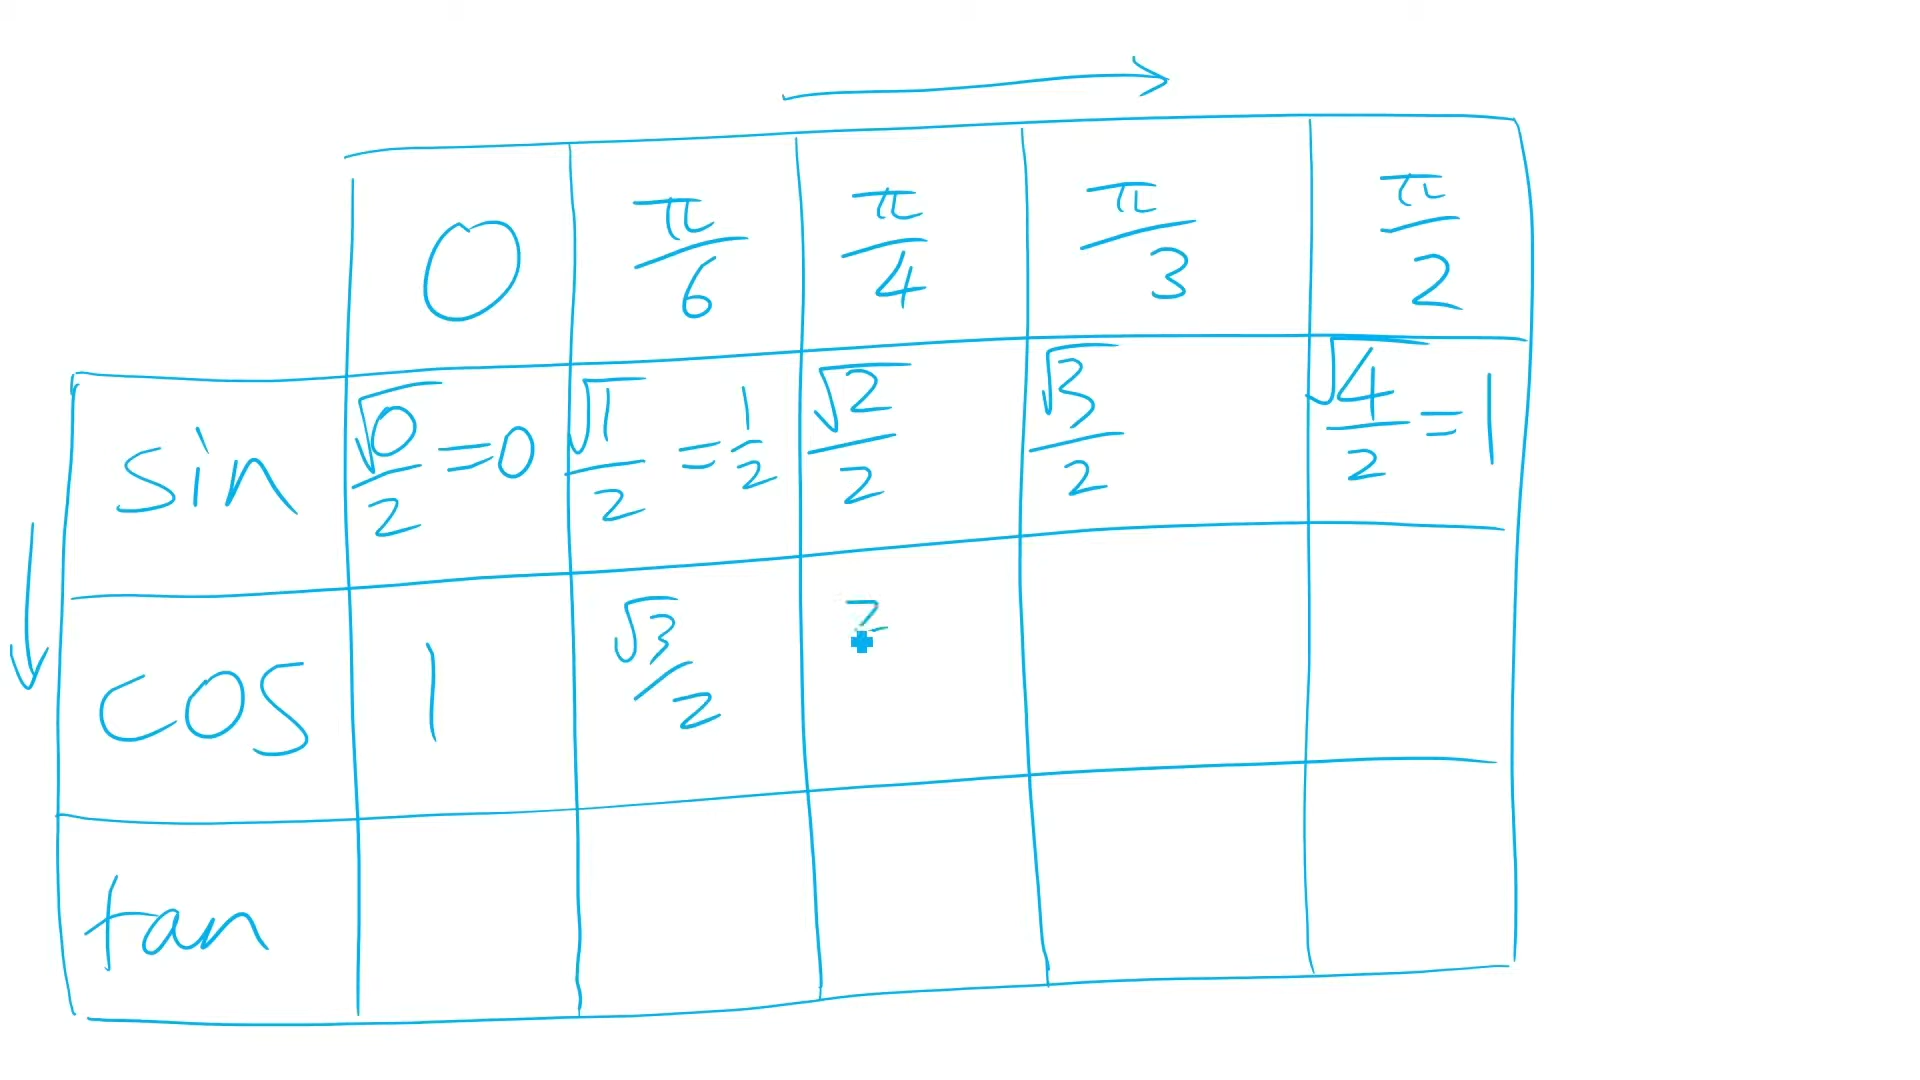 0 π/6 π/4 π/3 π/2
sin √0/2=0 √1/2=1/2 √2/2 √3/2 √4/2=1
cos 1 √3/2
tan